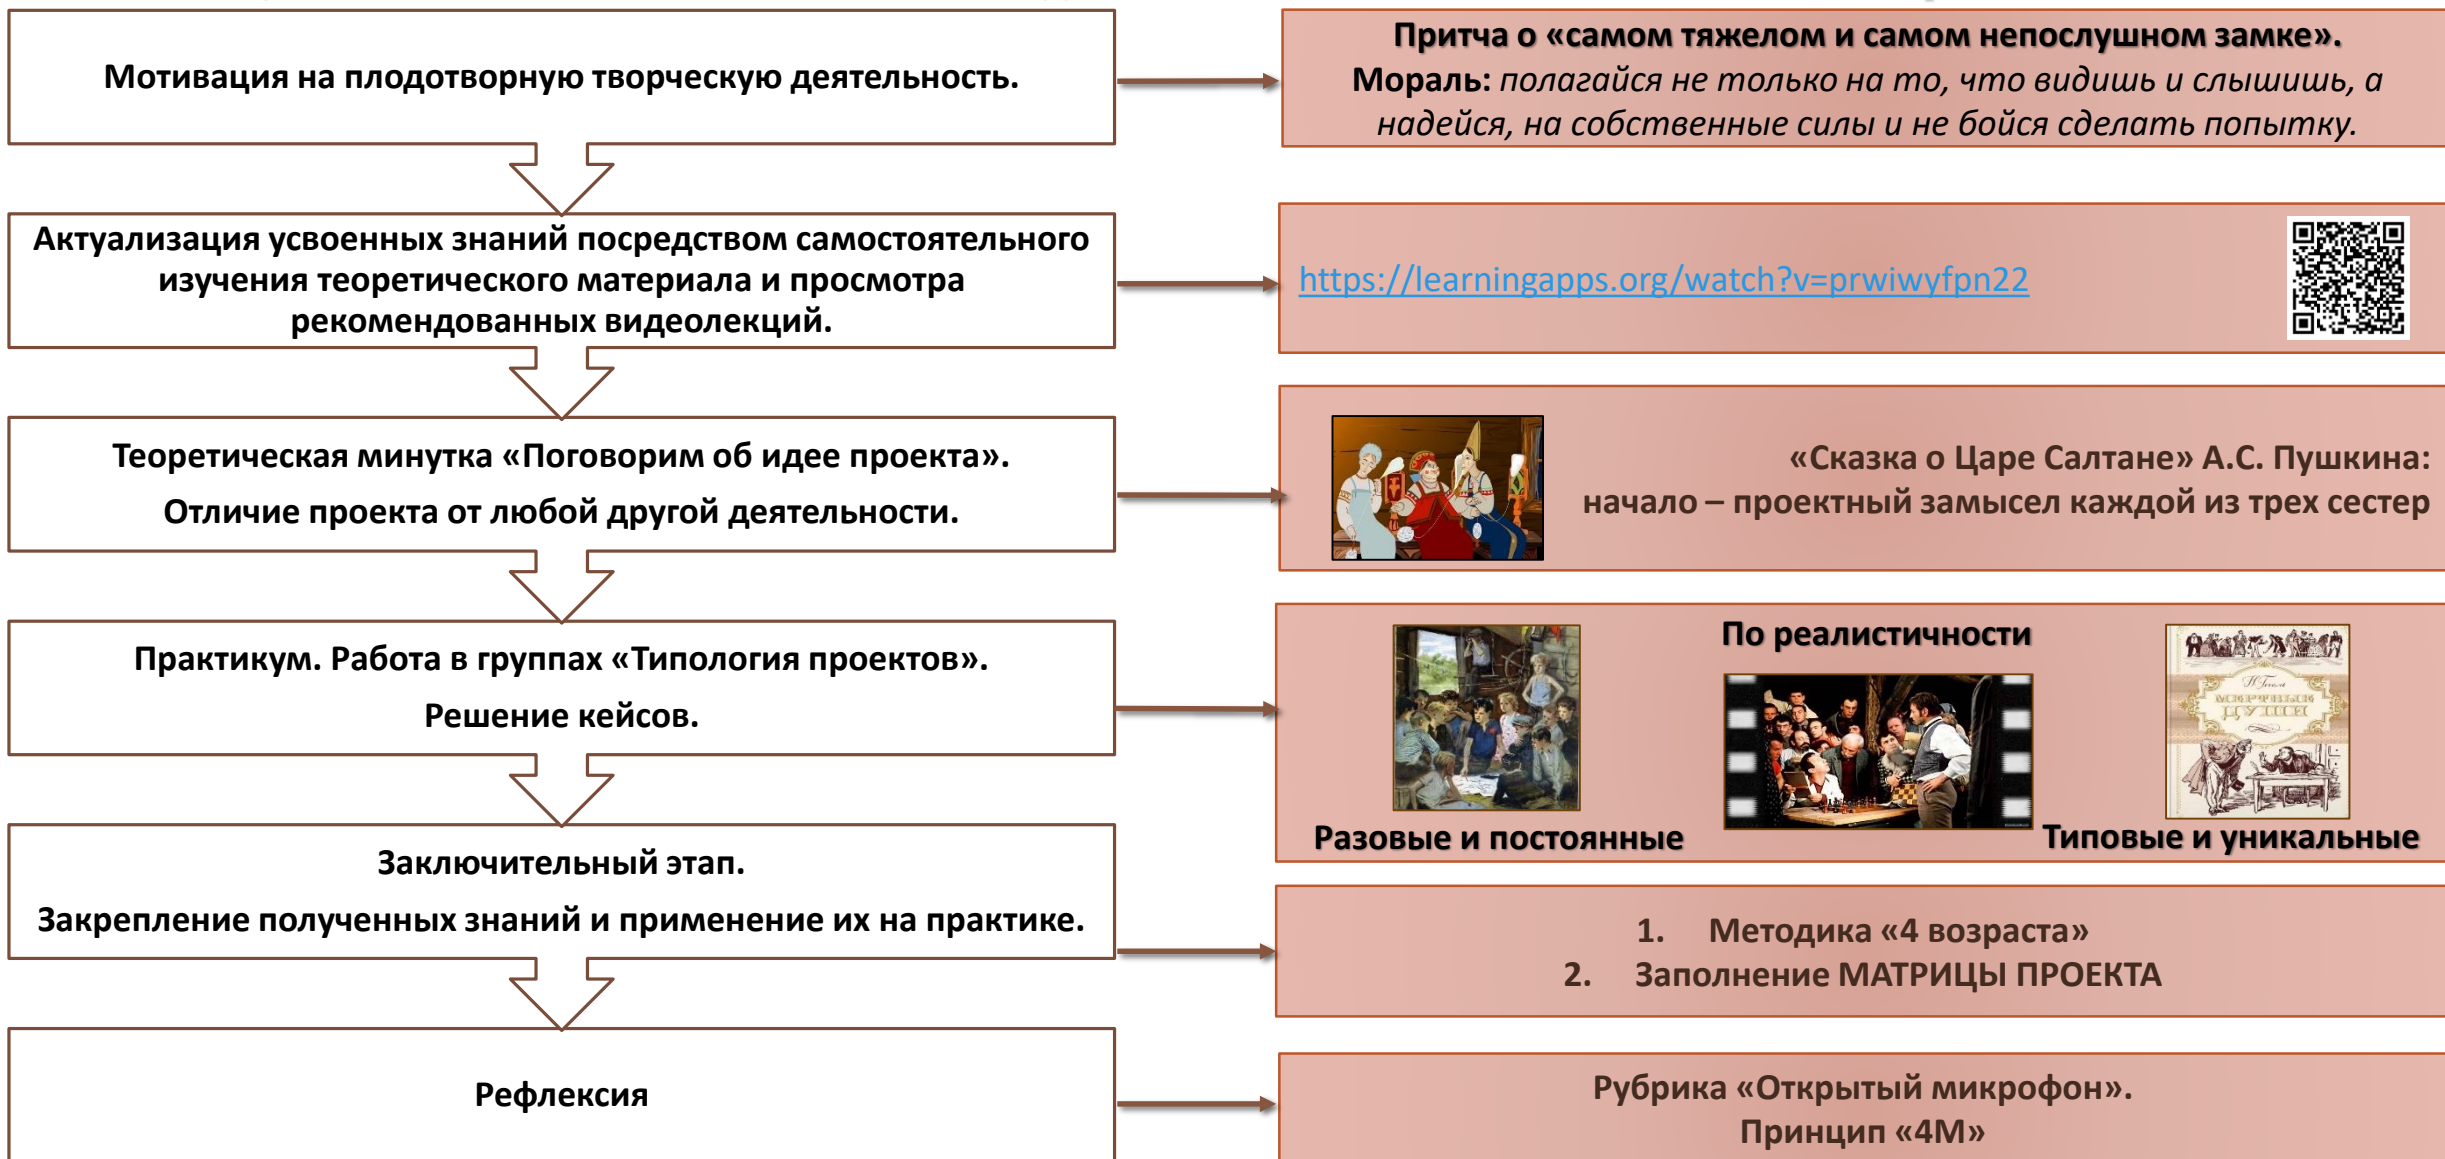 Мотивация на плодотворную творческую деятельность.
Притча о «самом тяжелом и самом непослушном замке».
Мораль: полагайся не только на то, что видишь и слышишь, а
надейся, на собственные силы и не бойся сделать попытку.
Актуализация усвоенных знаний посредством самостоятельного
изучения теоретического материала и просмотра
рекомендованных видеолекций.
https://learningapps.org/watch?v=prwiwyfpn22
Теоретическая минутка «Поговорим об идее проекта».
Отличие проекта от любой другой деятельности.
«Сказка о Царе Салтане» А.С. Пушкина:
начало – проектный замысел каждой из трех сестер
Практикум. Работа в группах «Типология проектов».
Решение кейсов.
По реалистичности
Н. Гоголь
МЕРТВЫЕ
ДУШИ
Разовые и постоянные
Типовые и уникальные
Заключительный этап.
Закрепление полученных знаний и применение их на практике.
1. Методика «4 возраста»
2. Заполнение МАТРИЦЫ ПРОЕКТА
Рефлексия
Рубрика «Открытый микрофон».
Принцип «4М»